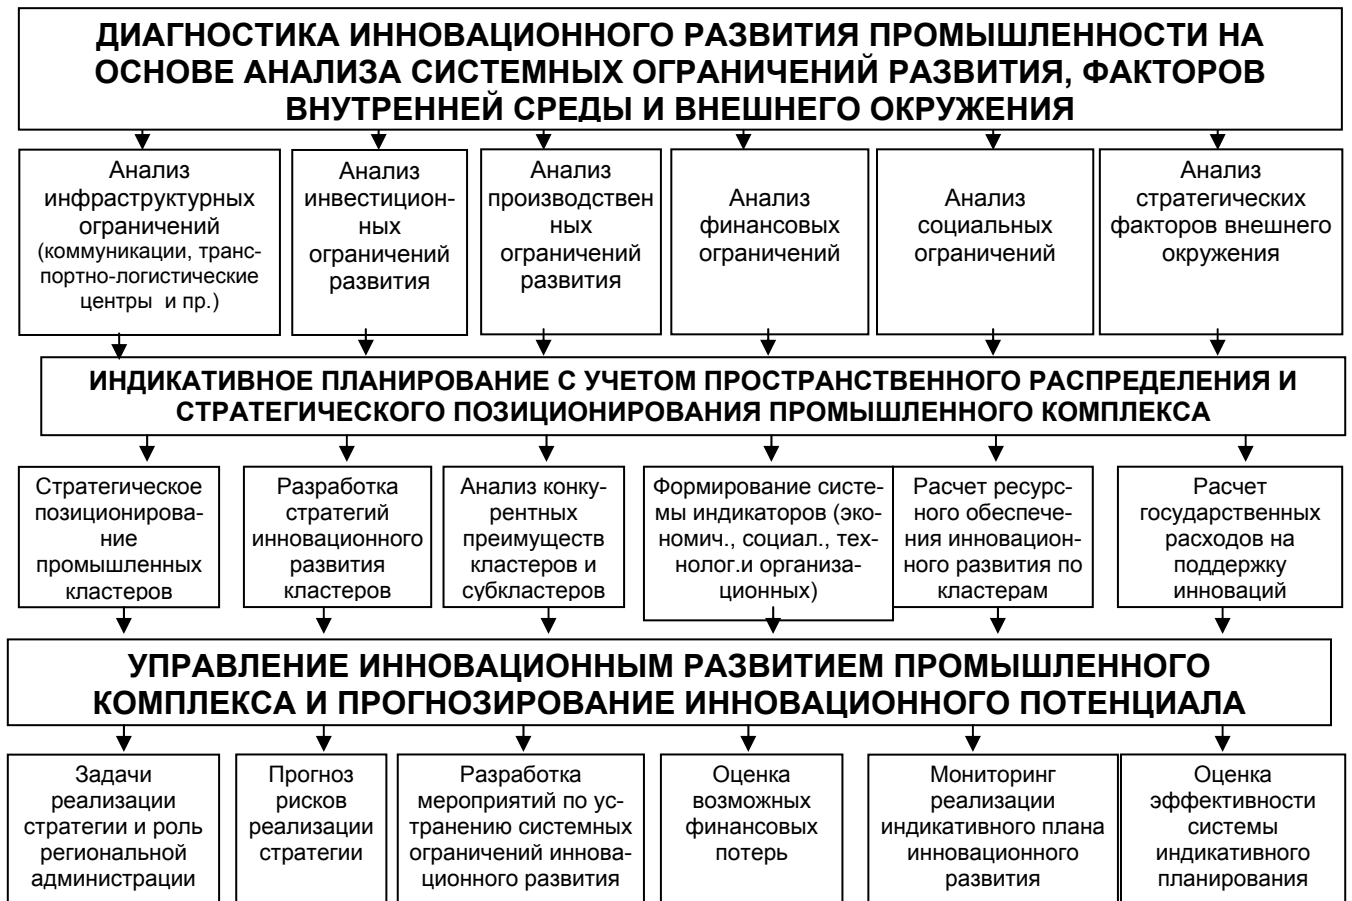 ДИАГНОСТИКА ИННОВАЦИОННОГО РАЗВИТИЯ ПРОМЫШЛЕННОСТИ НА
ОСНОВЕ АНАЛИЗА СИСТЕМНЫХ ОГРАНИЧЕНИЙ РАЗВИТИЯ, ФАКТОРОВ
ВНУТРЕННЕЙ СРЕДЫ И ВНЕШНЕГО ОКРУЖЕНИЯ
Анализ
инфраструктурных
ограничений
(коммуникации, транс-
портно-логистические
центры и пр.)
Анализ
инвестицион-
ных
ограничений
развития
Анализ
производствен
ных
ограничений
развития
Анализ
финансовых
ограничений
Анализ
социальных
ограничений
Анализ
стратегических
факторов внешнего
окружения
ИНДИКАТИВНОЕ ПЛАНИРОВАНИЕ С УЧЕТОМ ПРОСТРАНСТВЕННОГО РАСПРЕДЕЛЕНИЯ И
СТРАТЕГИЧЕСКОГО ПОЗИЦИОНИРОВАНИЯ ПРОМЫШЛЕННОГО КОМПЛЕКСА
Стратегическое
позиционирова-
ние
промышленных
кластеров
Разработка
стратегий
инновационного
развития
кластеров
Анализ конку-
рентных
преимуществ
кластеров и
субкластеров
Формирование систе-
мы индикаторов (эко-
номич., социал., тех-
нолог.и организа-
ционных)
Расчет ресурс-
ного обеспече-
ния инновацион-
ного развития по
кластерам
Расчет
государственных
расходов на
поддержку
инноваций
УПРАВЛЕНИЕ ИННОВАЦИОННЫМ РАЗВИТИЕМ ПРОМЫШЛЕННОГО
КОМПЛЕКСА И ПРОГНОЗИРОВАНИЕ ИННОВАЦИОННОГО ПОТЕНЦИАЛА
Задачи
реализации
стратегии и роль
региональной
администрации
Прогноз
рисков
реализации
стратегии
Разработка
мероприятий по ус-
транению системных
ограничений иннова-
ционного развития
Оценка
возможных
финансовых
потерь
Мониторинг
реализации
индикативного плана
инновационного
развития
Оценка
эффективности
системы
индикативного
планирования